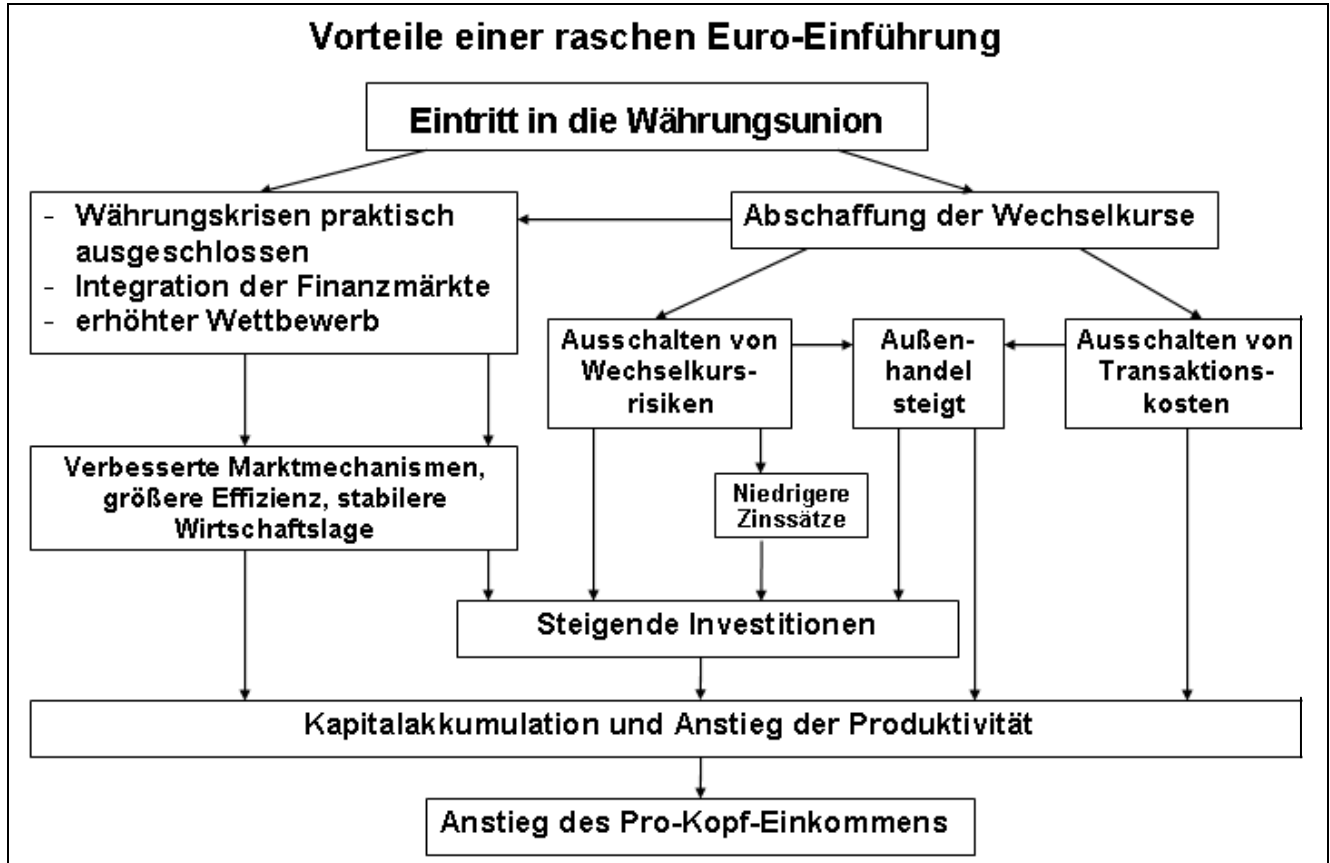 Vorteile einer raschen Euro-Einführung
Eintritt in die Währungsunion
- Währungskrisen praktisch
ausgeschlossen
- Integration der Finanzmärkte
- erhöhter Wettbewerb
Abschaffung der Wechselkurse
Ausschalten von
Wechselkurs-
risiken
Außen-
handel
steigt
Ausschalten von
Transaktions-
kosten
Verbesserte Marktmechanismen,
größere Effizienz, stabilere
Wirtschaftslage
Niedrigere
Zinssätze
Steigende Investitionen
Kapitalakkumulation und Anstieg der Produktivität
Anstieg des Pro-Kopf-Einkommens